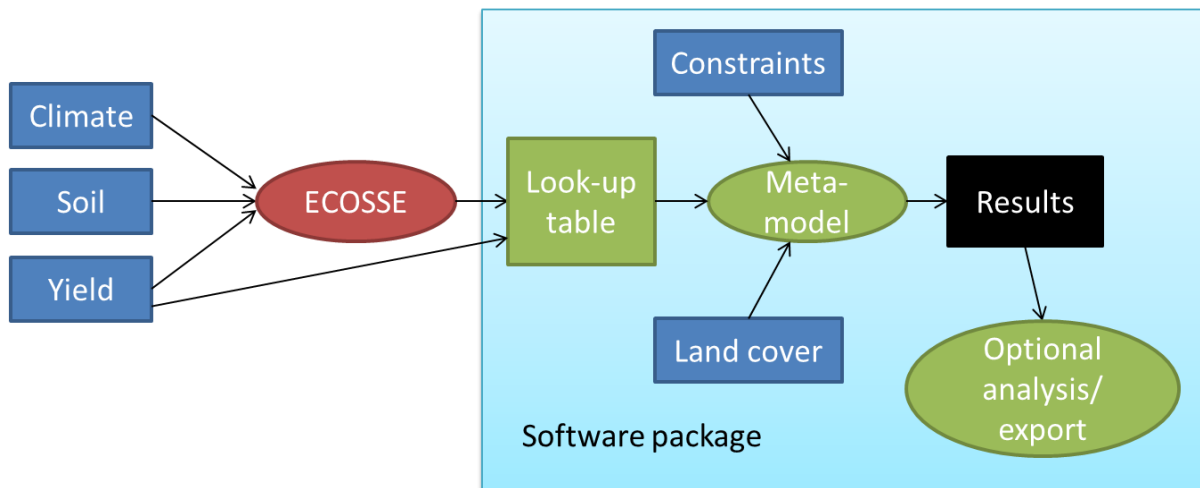 Climate
Soil
Yield
ECOSSE
Look-up
table
Constraints
Meta-
model
Land cover
Results
Optional
analysis/
export
Software package